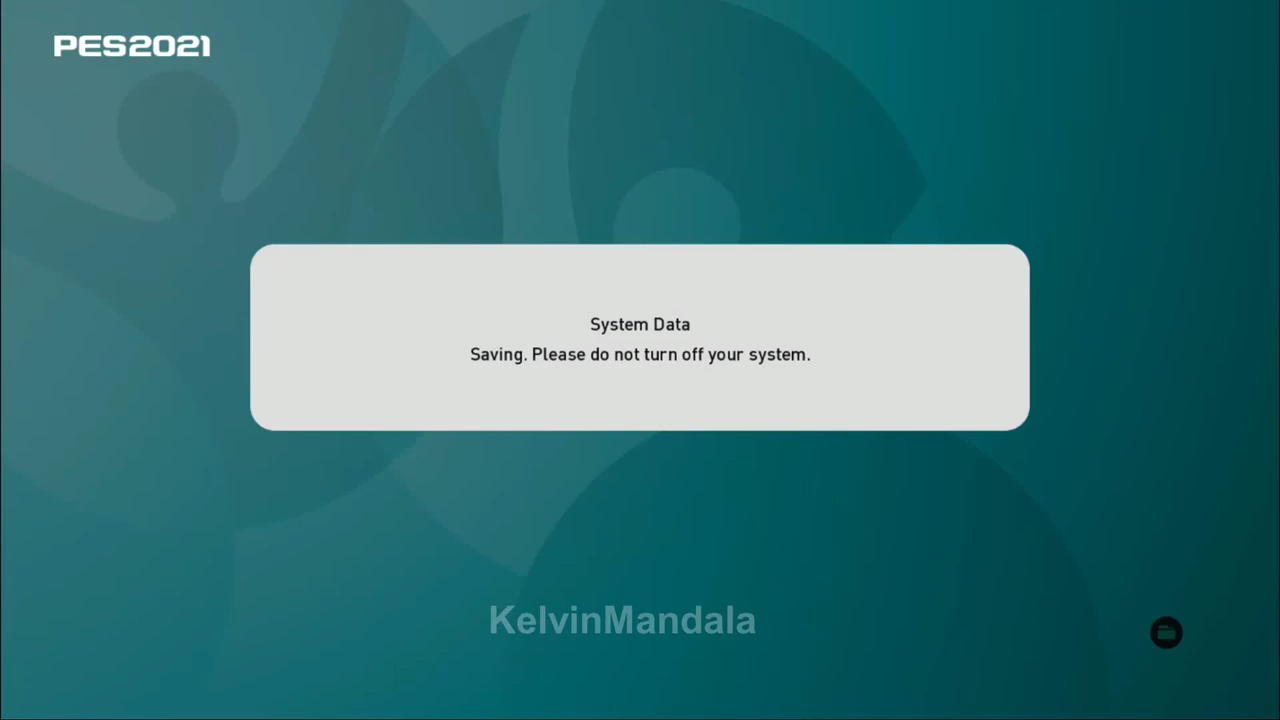 PES2021
System Data
Saving. Please do not turn off your system.
KelvinMandala